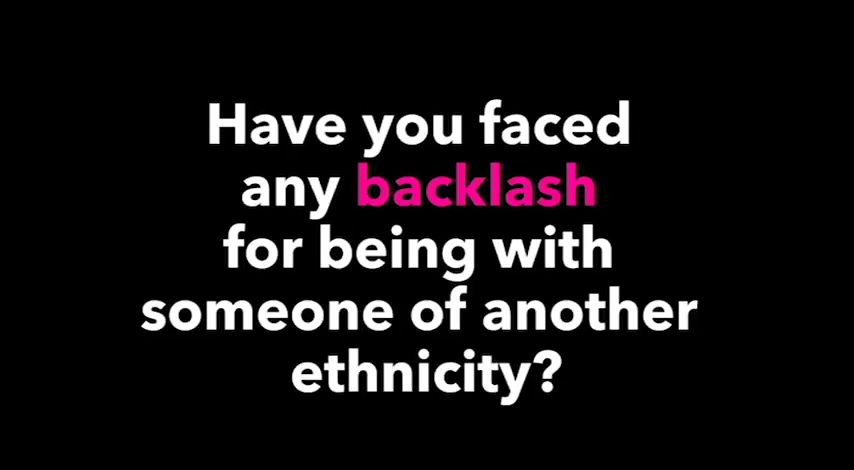 Have you faced
any backlash
for being with
someone of another
ethnicity?